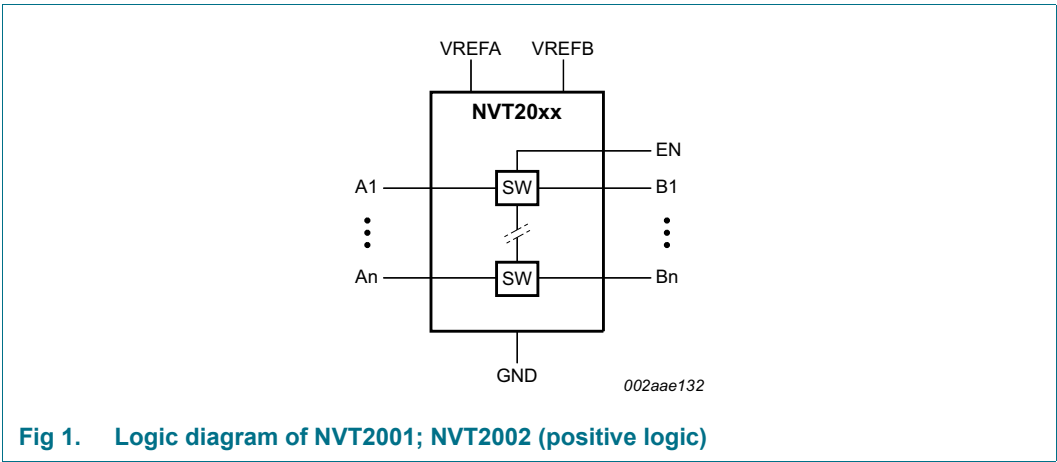 VREFA VREFB
NVT20xx
EN
A1 SW B1
An SW Bn
GND
002aae132
Fig 1. Logic diagram of NVT2001; NVT2002 (positive logic)